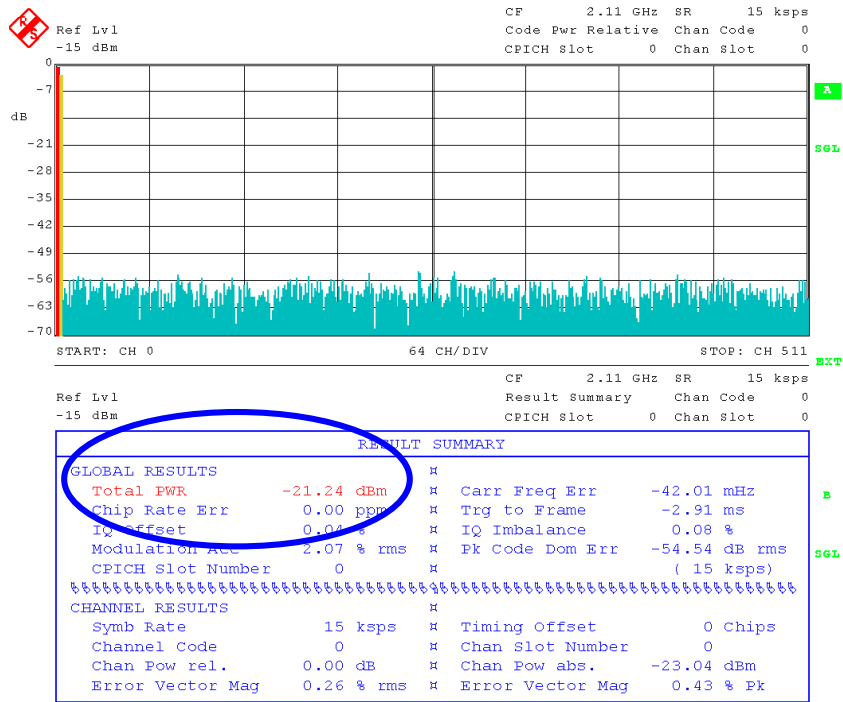 R
S
CF 2.11 GHz SR 15 ksps
Ref Lvl Code Pwr Relative Chan Code 0
-15 dBm CPICH Slot 0 Chan Slot 0
0
-7
A
dB
-21
SGL
-28
-35
-42
-49
-56
-63
-70
START: CH 0 64 CH/DIV STOP: CH 511
EXT
CF 2.11 GHz SR 15 ksps
Ref Lvl Result Summary Chan Code 0
-15 dBm CPICH Slot 0 Chan Slot 0
RESULT SUMMARY
GLOBAL RESULTS ¤
Total PWR -21.24 dBm ¤ Carr Freq Err -42.01 mHz
B
Chip Rate Err 0.00 ppm ¤ Trg to Frame -2.91 ms
IQ Offset 0.04 % ¤ IQ Imbalance 0.08 %
Modulation Acc 2.07 % rms ¤ Pk Code Dom Err -54.54 dB rms
SGL
CPICH Slot Number 0 ¤ ( 15 ksps)
CHANNEL RESULTS ¤
Symb Rate 15 ksps ¤ Timing Offset 0 Chips
Channel Code 0 ¤ Chan Slot Number 0
Chan Pow rel. 0.00 dB ¤ Chan Pow abs. -23.04 dBm
Error Vector Mag 0.26 % rms ¤ Error Vector Mag 0.43 % Pk